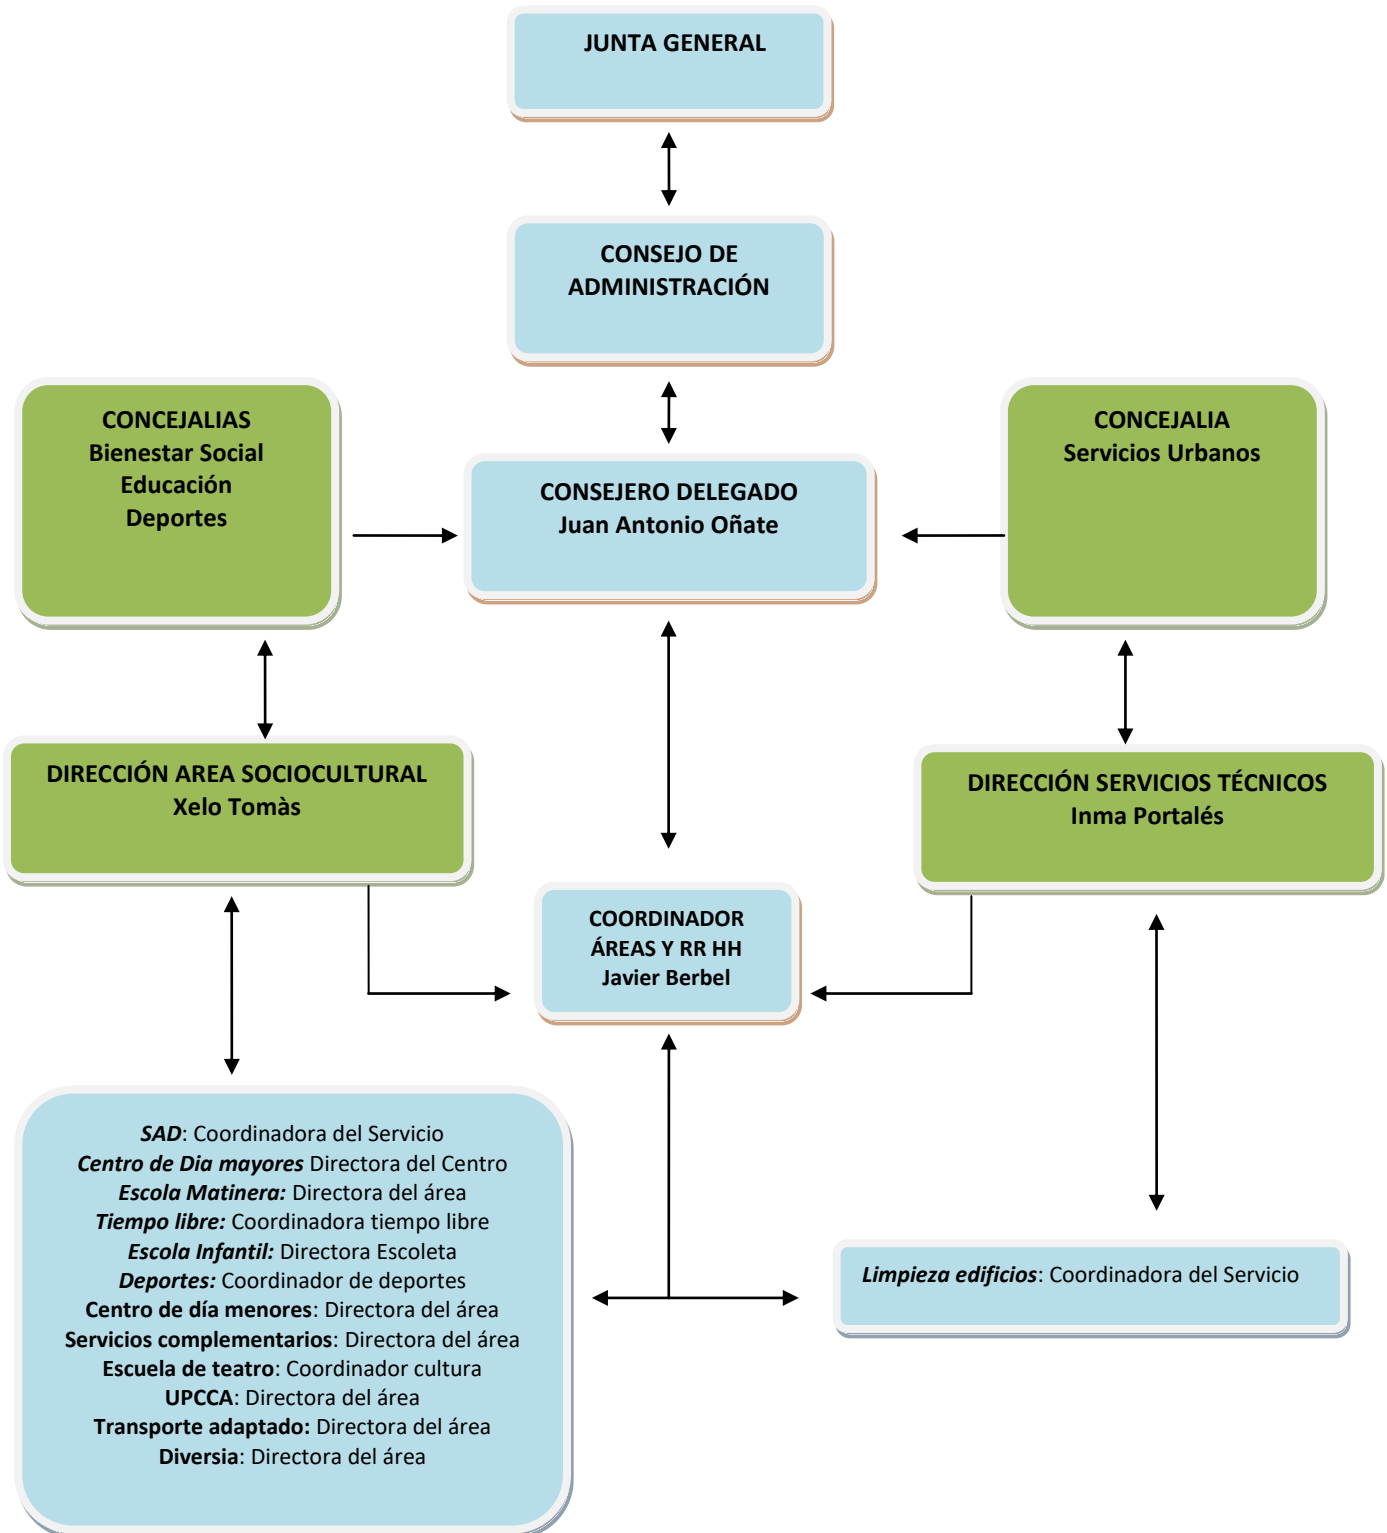 JUNTA GENERAL
CONSEJO DE
ADMINISTRACIÓN
CONCEJALIAS
Bienestar Social
Educación
Deportes
CONCEJALIA
Servicios Urbanos
CONSEJERO DELEGADO
Juan Antonio Oñate
DIRECCIÓN AREA SOCIOCULTURAL
Xelo Tomàs
DIRECCIÓN SERVICIOS TÉCNICOS
Inma Portalés
COORDINADOR
ÁREAS Y RR HH
Javier Berbel
SAD: Coordinadora del Servicio
Centro de Dia mayores Directora del Centro
Escola Matinera: Directora del área
Tiempo libre: Coordinadora tiempo libre
Escola Infantil: Directora Escoleta
Deportes: Coordinador de deportes
Centro de día menores: Directora del área
Servicios complementarios: Directora del área
Escuela de teatro: Coordinador cultura
UPCCA: Directora del área
Transporte adaptado: Directora del área
Diversia: Directora del área
Limpieza edificios: Coordinadora del Servicio